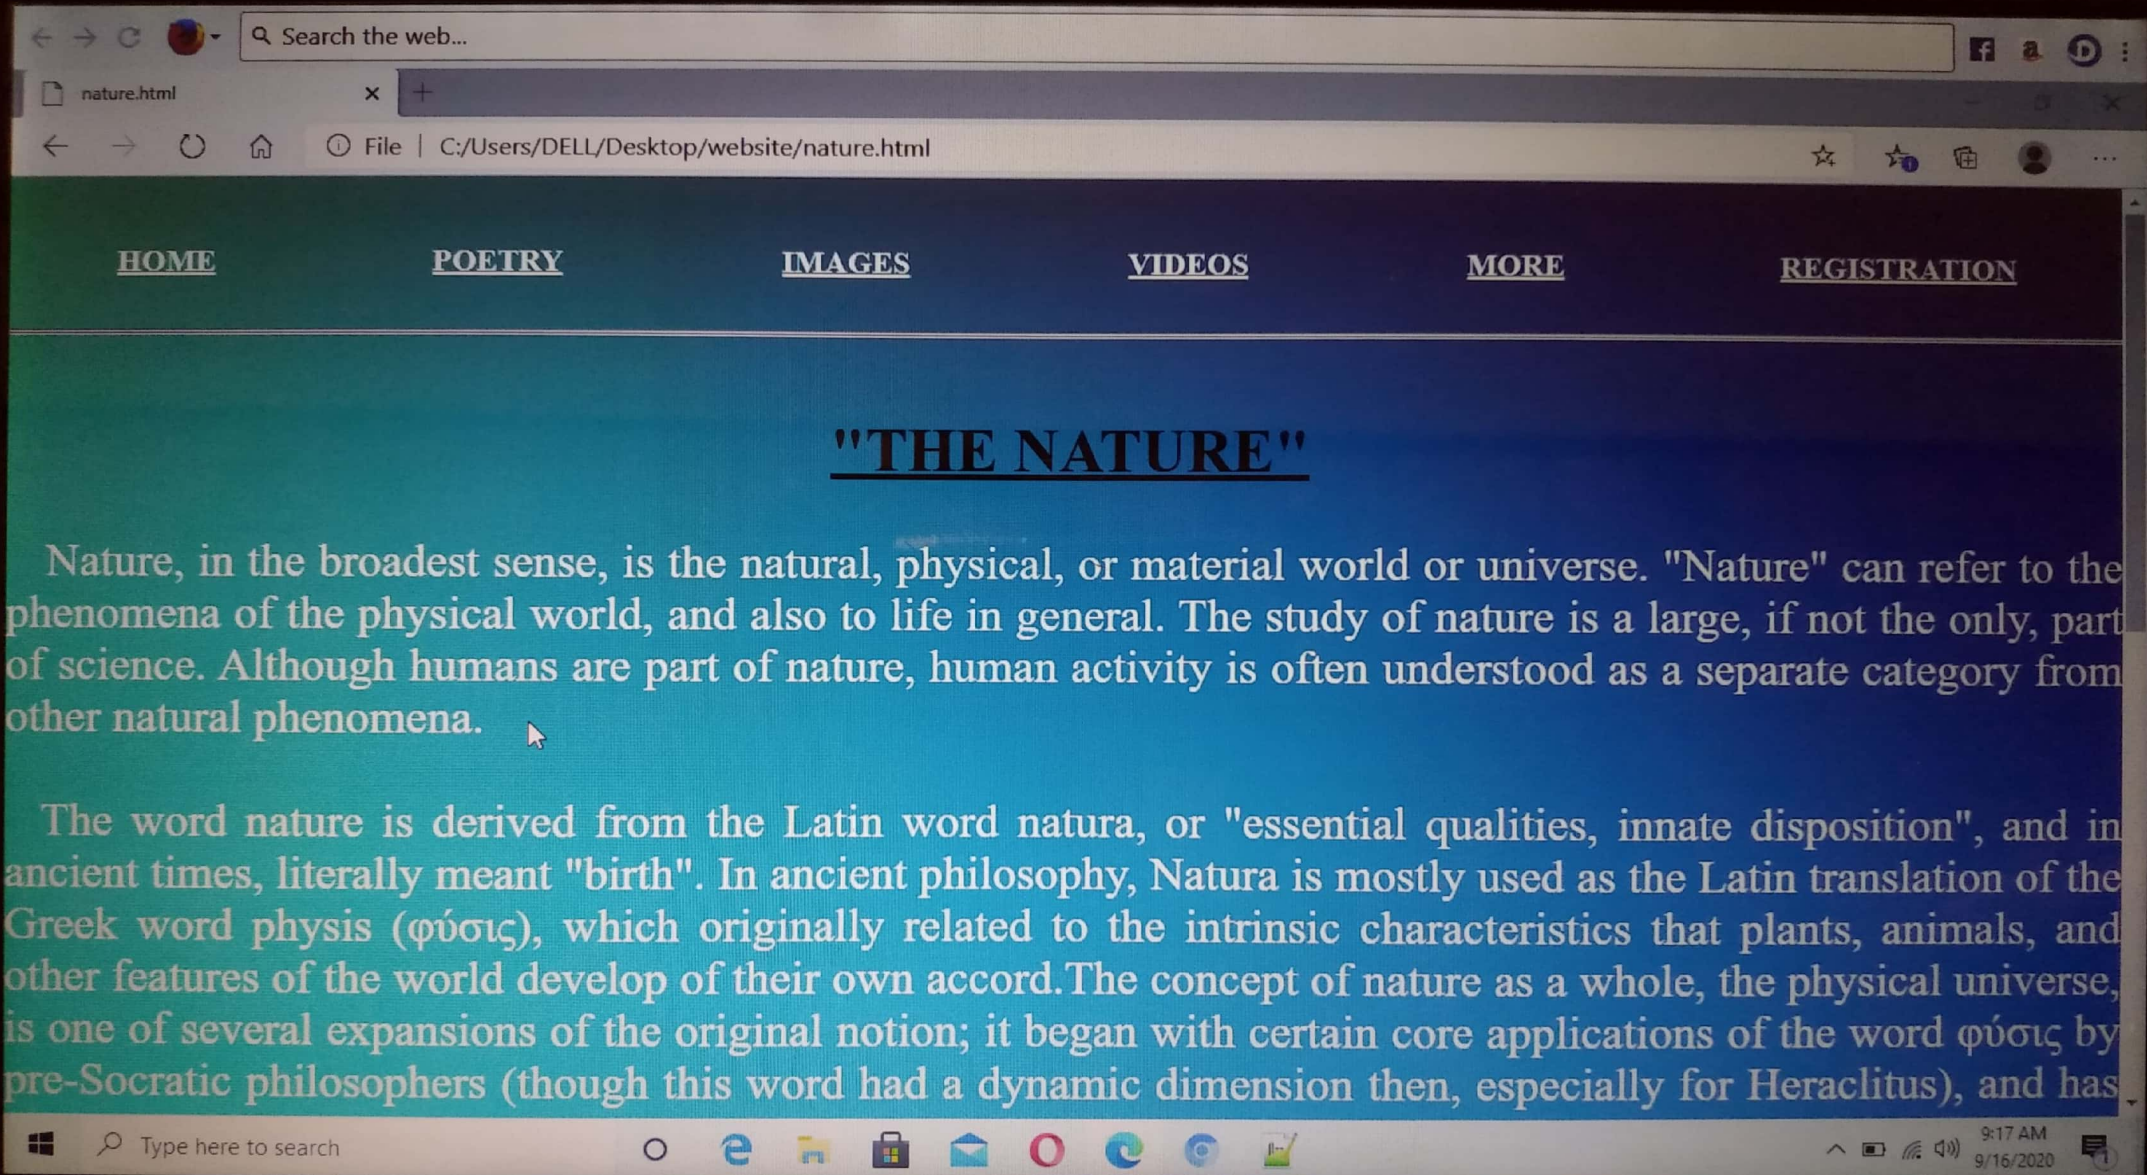 Search the web...
nature.html
File | C:/Users/DELL/Desktop/website/nature.html
HOME POETRY IMAGES VIDEOS MORE REGISTRATION
"THE NATURE"
Nature, in the broadest sense, is the natural, physical, or material world or universe. "Nature" can refer to the
phenomena of the physical world, and also to life in general. The study of nature is a large, if not the only, part
of science. Although humans are part of nature, human activity is often understood as a separate category from
other natural phenomena.
The word nature is derived from the Latin word natura, or "essential qualities, innate disposition", and in
ancient times, literally meant "birth". In ancient philosophy, Natura is mostly used as the Latin translation of the
Greek word physis (φύσις), which originally related to the intrinsic characteristics that plants, animals, and
other features of the world develop of their own accord.The concept of nature as a whole, the physical universe,
is one of several expansions of the original notion; it began with certain core applications of the word φύσις by
pre-Socratic philosophers (though this word had a dynamic dimension then, especially for Heraclitus), and has
Type here to search
9:17 AM
9/16/2020